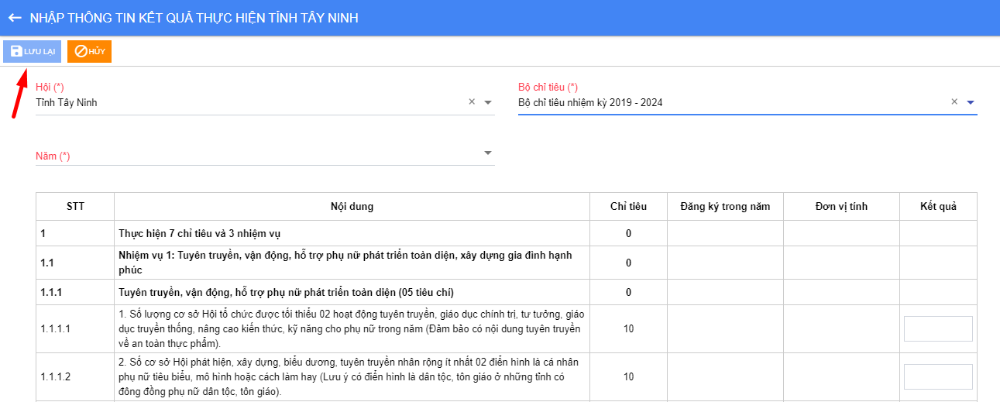 NHẬP THÔNG TIN KẾT QUẢ THỰC HIỆN TỈNH TÂY NINH
LƯU LẠI HỦY
Hội (*) Bộ chỉ tiêu (*)
Tỉnh Tây Ninh × Bộ chỉ tiêu nhiệm kỳ 2019 - 2024 ×
Năm (*)
STT Nội dung Chỉ tiêu Đăng ký trong năm Đơn vị tính Kết quả
1 Thực hiện 7 chỉ tiêu và 3 nhiệm vụ 0
1.1 Nhiệm vụ 1: Tuyên truyền, vận động, hỗ trợ phụ nữ phát triển toàn diện, xây dựng gia đình hạnh
phúc 0
1.1.1 Tuyên truyền, vận động, hỗ trợ phụ nữ phát triển toàn diện (05 tiêu chí) 0
1. Số lượng cơ sở Hội tổ chức được tối thiểu 02 hoạt động tuyên truyền, giáo dục chính trị, tư tưởng, giáo
1.1.1.1 dục truyền thống, nâng cao kiến thức, kỹ năng cho phụ nữ trong năm (Đảm bảo có nội dung tuyên truyền 10
về an toàn thực phẩm).
2. Số cơ sở Hội phát hiện, xây dựng, biểu dương, tuyên truyền nhân rộng ít nhất 02 điển hình là cá nhân
1.1.1.2 phụ nữ tiêu biểu, mô hình hoặc cách làm hay (Lưu ý có điển hình là dân tộc, tôn giáo ở những tỉnh có 10
đông đồng phụ nữ dân tộc, tôn giáo).